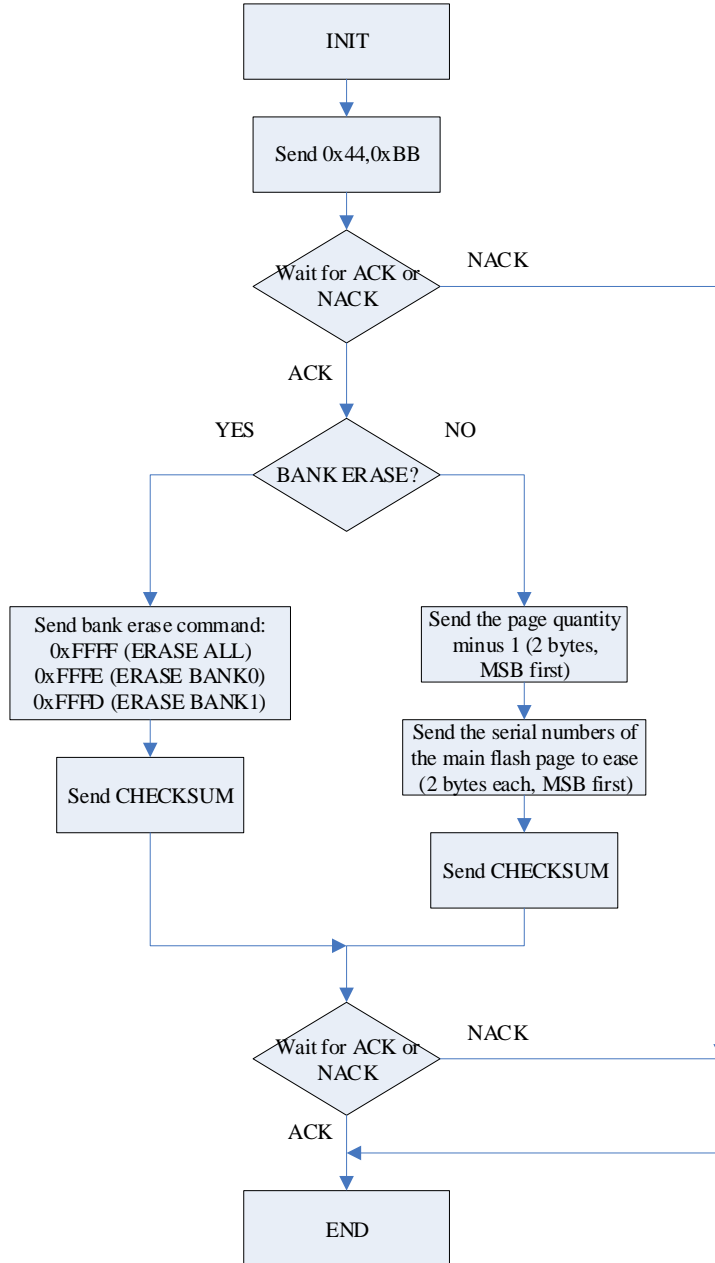 INIT
Send 0x44,0xBB
Wait for ACK or
NACK
NACK
ACK
YES
NO
BANK ERASE?
Send bank erase command:
0xFFFF (ERASE ALL)
0xFFFE (ERASE BANK0)
0xFFFD (ERASE BANK1)
Send CHECKSUM
Send the page quantity
minus 1 (2 bytes,
MSB first)
Send the serial numbers of
the main flash page to ease
(2 bytes each, MSB first)
Send CHECKSUM
Wait for ACK or
NACK
NACK
ACK
END